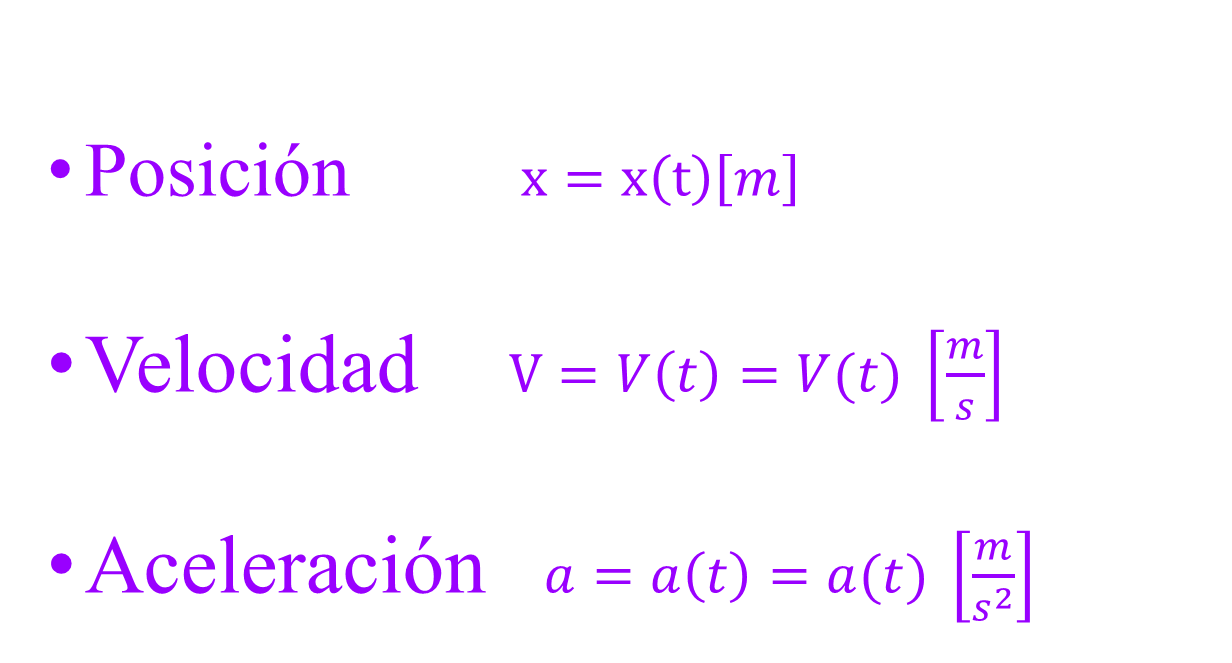 • Posición x = x(t)[m]
• Velocidad V = V(t) = V(t) [m/s]
• Aceleración a = a(t) = a(t) [m/s²]